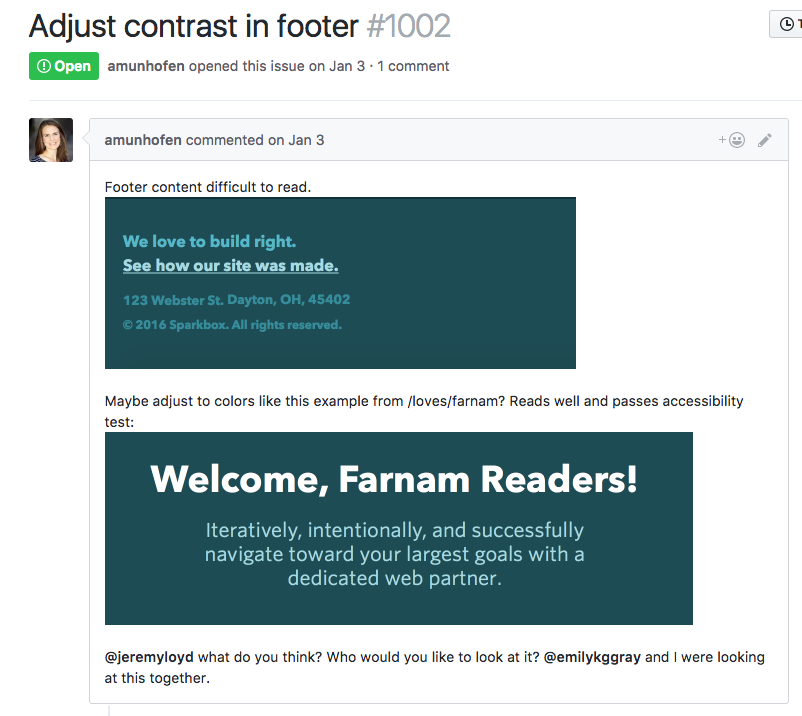 Adjust contrast in footer #1002
Open amunhofen opened this issue on Jan 3 · 1 comment
amunhofen commented on Jan 3
Footer content difficult to read.
We love to build right.
See how our site was made.
123 Webster St. Dayton, OH, 45402
© 2016 Sparkbox. All rights reserved.
Maybe adjust to colors like this example from /loves/farnam? Reads well and passes accessibility
test:
Welcome, Farnam Readers!
Iteratively, intentionally, and successfully
navigate toward your largest goals with a
dedicated web partner.
@jeremyloyd what do you think? Who would you like to look at it? @emilykggray and I were looking
at this together.